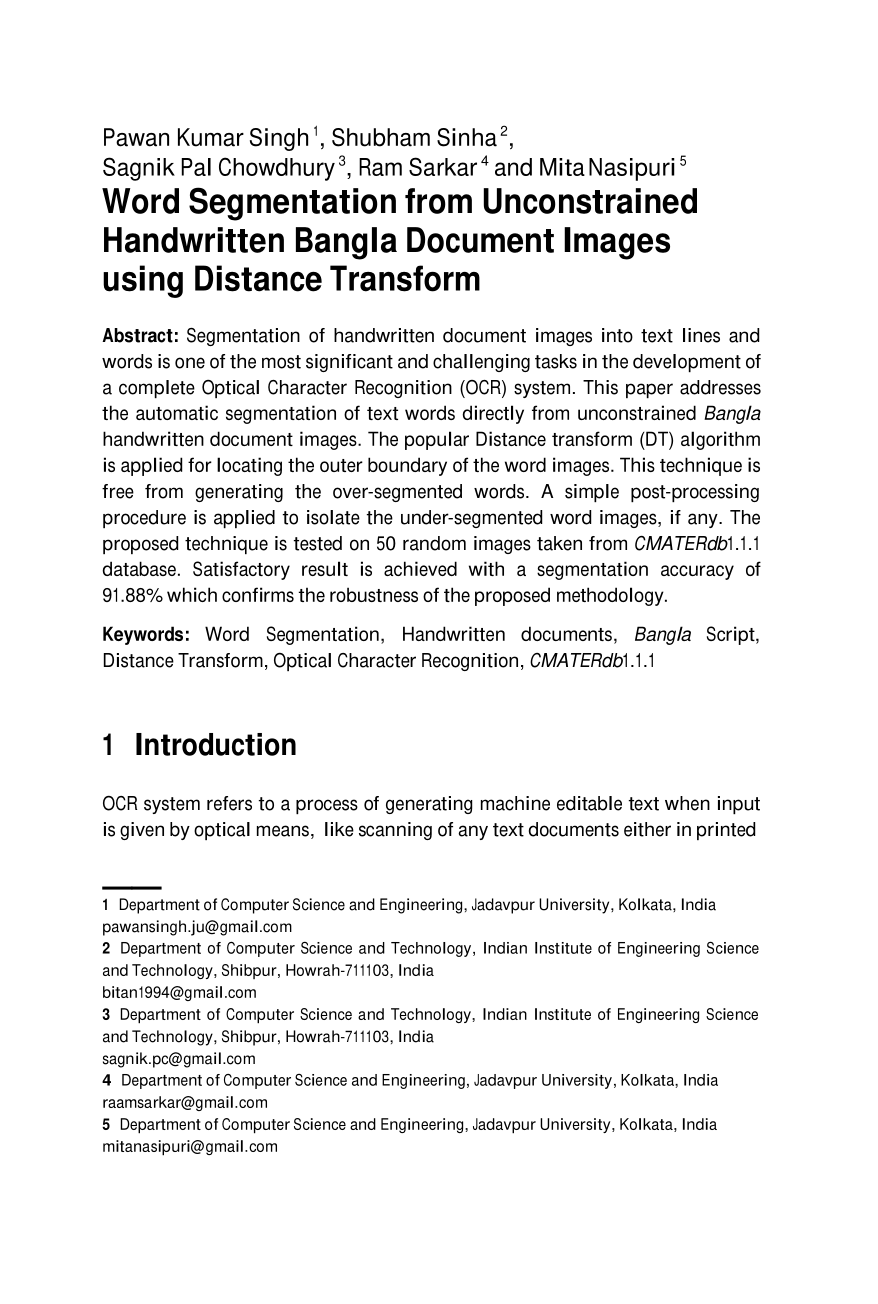 Pawan Kumar Singh 1, Shubham Sinha 2,
Sagnik Pal Chowdhury 3, Ram Sarkar 4 and Mita Nasipuri 5
Word Segmentation from Unconstrained
Handwritten Bangla Document Images
using Distance Transform
Abstract: Segmentation of handwritten document images into text lines and
words is one of the most significant and challenging tasks in the development of
a complete Optical Character Recognition (OCR) system. This paper addresses
the automatic segmentation of text words directly from unconstrained Bangla
handwritten document images. The popular Distance transform (DT) algorithm
is applied for locating the outer boundary of the word images. This technique is
free from generating the over-segmented words. A simple post-processing
procedure is applied to isolate the under-segmented word images, if any. The
proposed technique is tested on 50 random images taken from CMATERdb1.1.1
database. Satisfactory result is achieved with a segmentation accuracy of
91.88% which confirms the robustness of the proposed methodology.
Keywords: Word Segmentation, Handwritten documents, Bangla Script,
Distance Transform, Optical Character Recognition, CMATERdb1.1.1
1 Introduction
OCR system refers to a process of generating machine editable text when input
is given by optical means, like scanning of any text documents either in printed
1 Department of Computer Science and Engineering, Jadavpur University, Kolkata, India
pawansingh.ju@gmail.com
2 Department of Computer Science and Technology, Indian Institute of Engineering Science
and Technology, Shibpur, Howrah-711103, India
bitan1994@gmail.com
3 Department of Computer Science and Technology, Indian Institute of Engineering Science
and Technology, Shibpur, Howrah-711103, India
sagnik.pc@gmail.com
4 Department of Computer Science and Engineering, Jadavpur University, Kolkata, India
raamsarkar@gmail.com
5 Department of Computer Science and Engineering, Jadavpur University, Kolkata, India
mitanasipuri@gmail.com